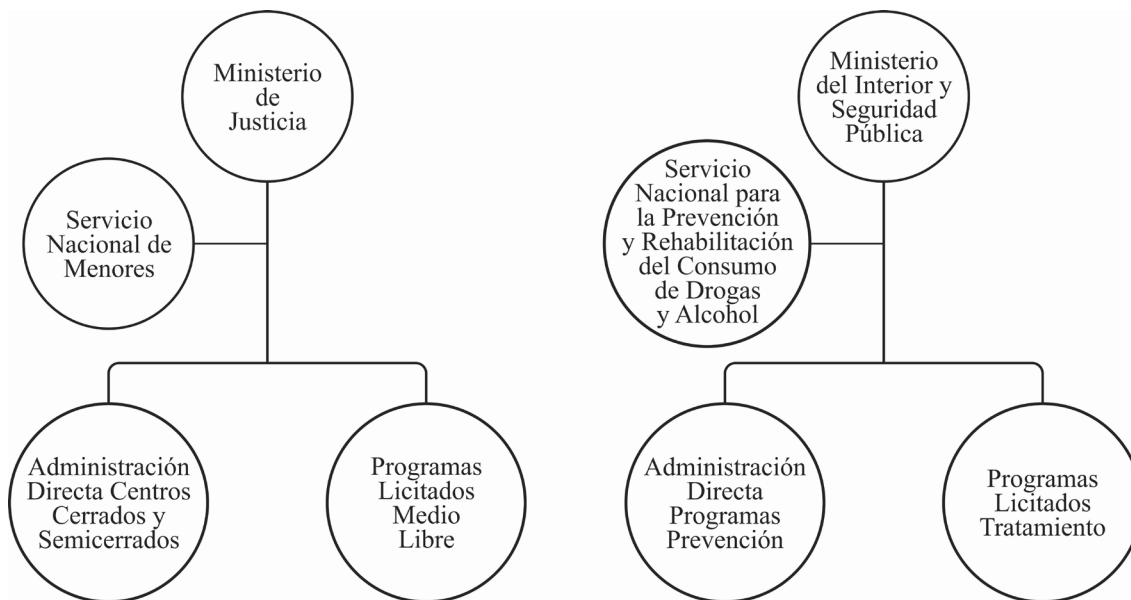 Ministerio
de
Justicia
Servicio
Nacional de
Menores
Administración
Directa Centros
Cerrados y
Semicerrados
Programas
Licitados
Medio
Libre
Ministerio
del Interior y
Seguridad
Pública
Servicio
Nacional para
la Prevención
y Rehabilitación
del Consumo
de Drogas
y Alcohol
Administración
Directa
Programas
Prevención
Programas
Licitados
Tratamiento